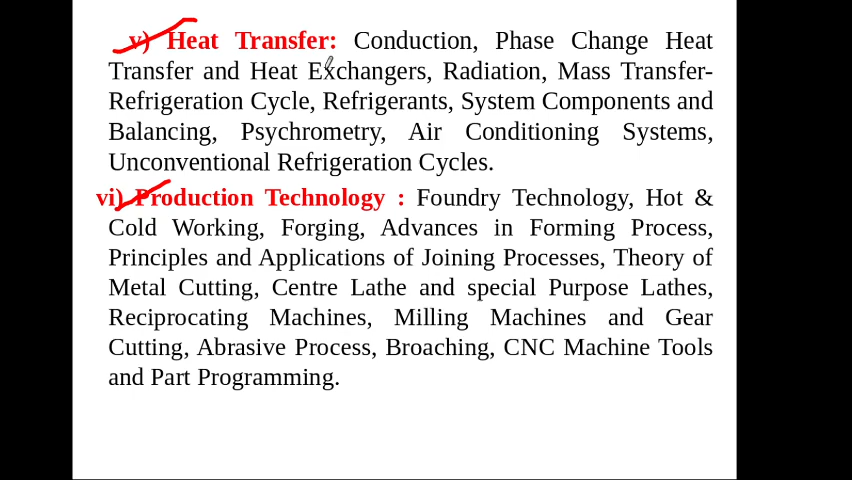 v) Heat Transfer: Conduction, Phase Change Heat
Transfer and Heat Exchangers, Radiation, Mass Transfer-
Refrigeration Cycle, Refrigerants, System Components and
Balancing, Psychrometry, Air Conditioning Systems,
Unconventional Refrigeration Cycles.
vi) Production Technology : Foundry Technology, Hot &
Cold Working, Forging, Advances in Forming Process,
Principles and Applications of Joining Processes, Theory of
Metal Cutting, Centre Lathe and special Purpose Lathes,
Reciprocating Machines, Milling Machines and Gear
Cutting, Abrasive Process, Broaching, CNC Machine Tools
and Part Programming.